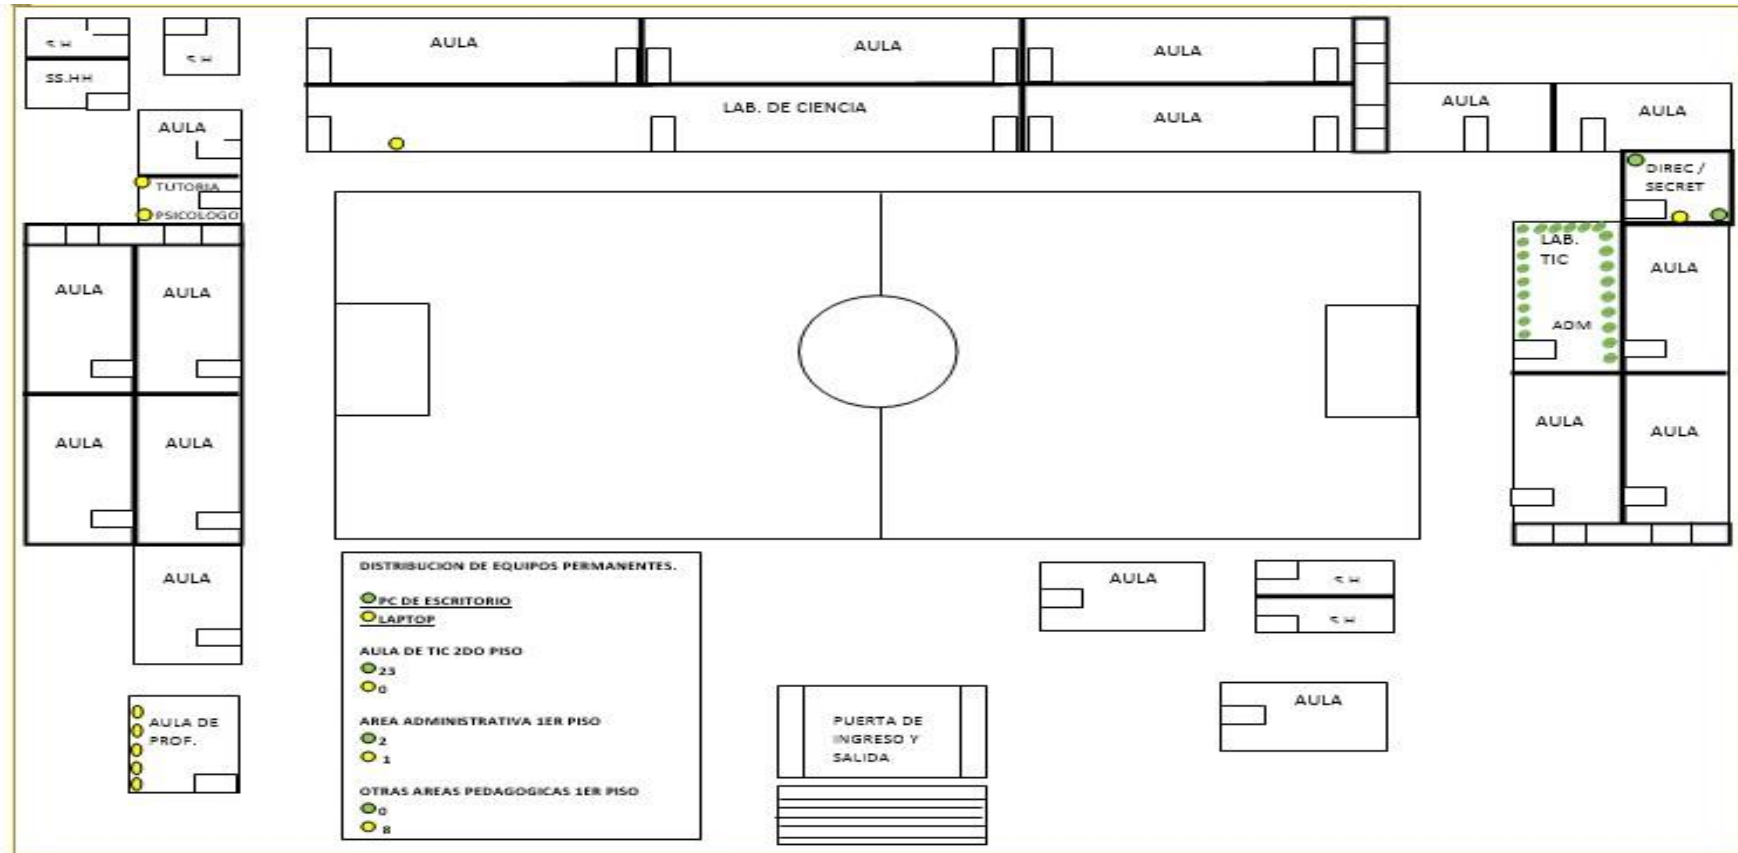 S.H
SS.HH
S.H
AULA
AULA
AULA
LAB. DE CIENCIA
AULA
AULA
AULA
AULA
TUTORIA
PSICOLOGO
DIREC /
SECRET
AULA
AULA
AULA
AULA
LAB.
TIC
ADM
AULA
AULA
AULA
AULA
DISTRIBUCION DE EQUIPOS PERMANENTES.
PC DE ESCRITORIO
LAPTOP
AULA DE TIC 2DO PISO
23
0
AREA ADMINISTRATIVA 1ER PISO
2
1
OTRAS AREAS PEDAGOGICAS 1ER PISO
0
8
AULA DE
PROF.
PUERTA DE
INGRESO Y
SALIDA
AULA
S.H
S.H
AULA